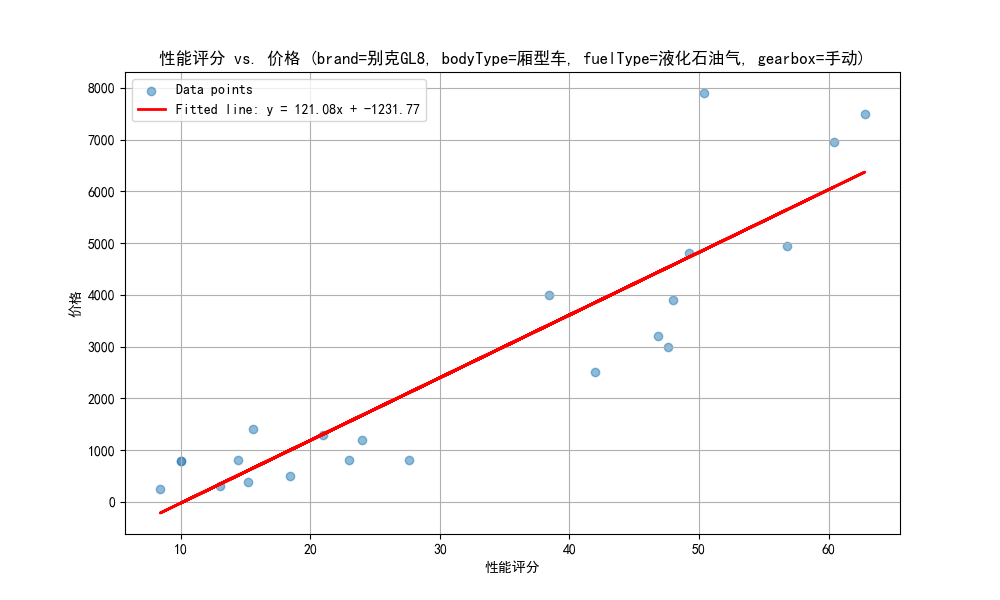 性能评分 vs. 价格 (brand=别克GL8, bodyType=厢型车, fuelType=液化石油气, gearbox=手动)
Data points
Fitted line: y = 121.08x + -1231.77
8000
7000
6000
5000
4000
3000
2000
1000
0
价格
10 20 30 40 50 60
性能评分